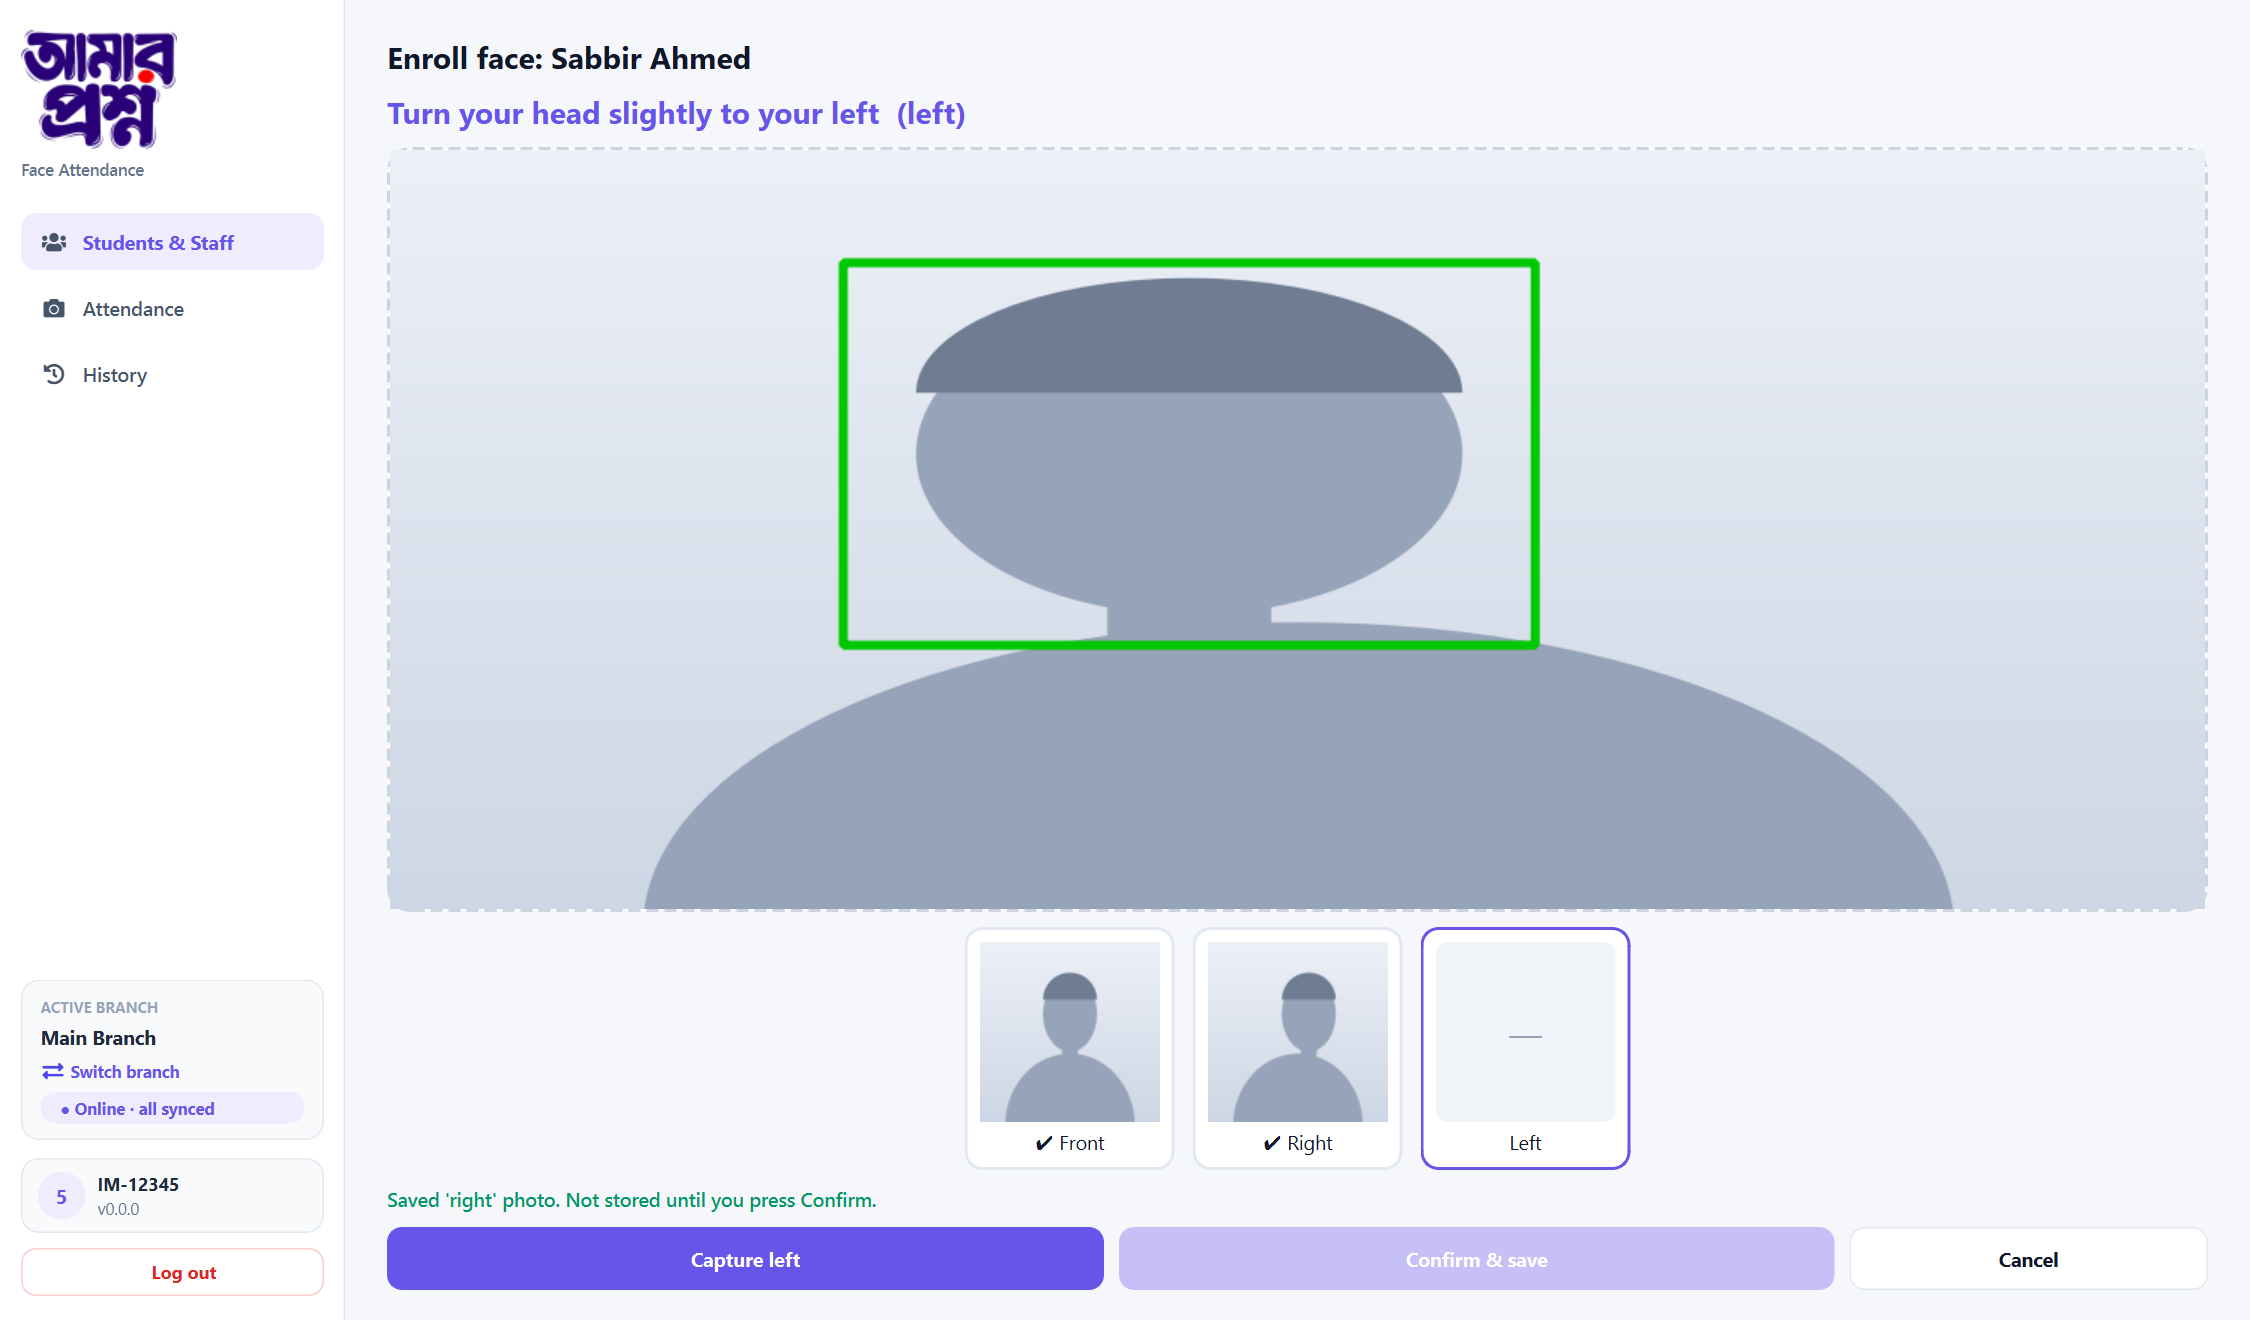 আমার
প্রশ্ন
Face Attendance
Students & Staff
Attendance
History
ACTIVE BRANCH
Main Branch
Switch branch
● Online · all synced
5
IM-12345
v0.0.0
Log out
Enroll face: Sabbir Ahmed
Turn your head slightly to your left (left)
✔ Front
✔ Right
Left
Saved 'right' photo. Not stored until you press Confirm.
Capture left
Confirm & save
Cancel